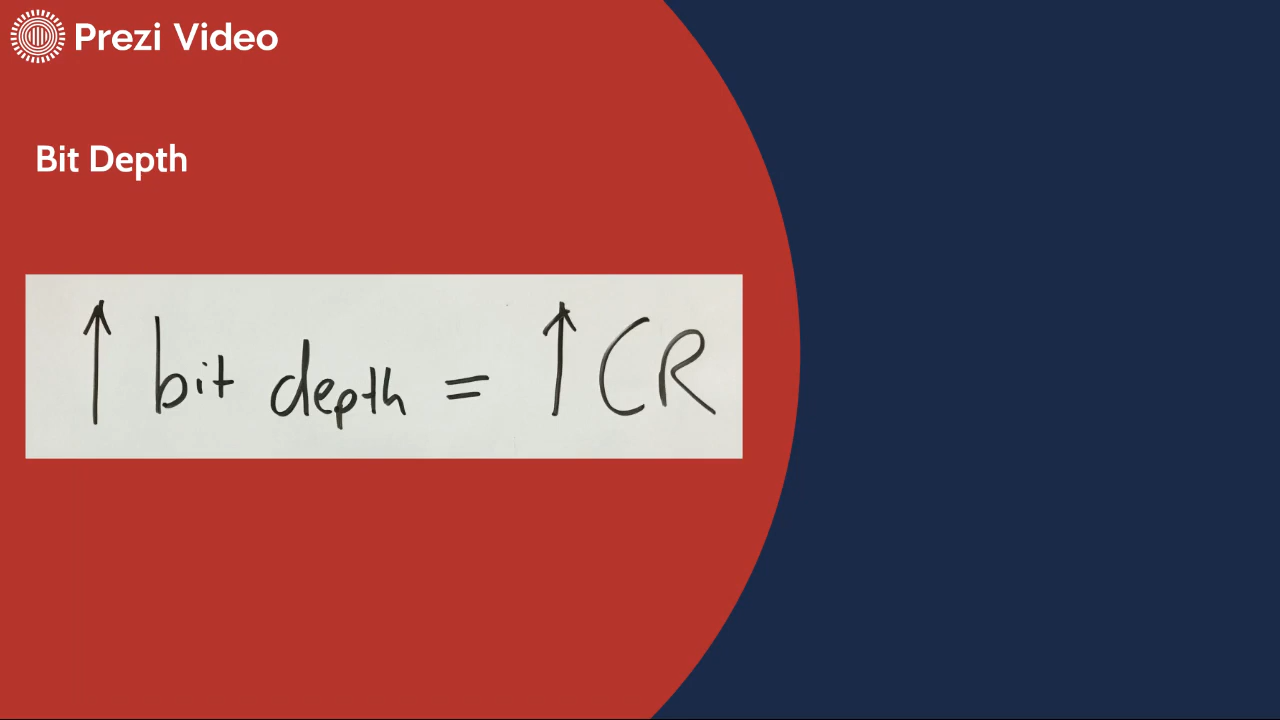 Prezi Video
Bit Depth
↑ bit depth = ↑ CR